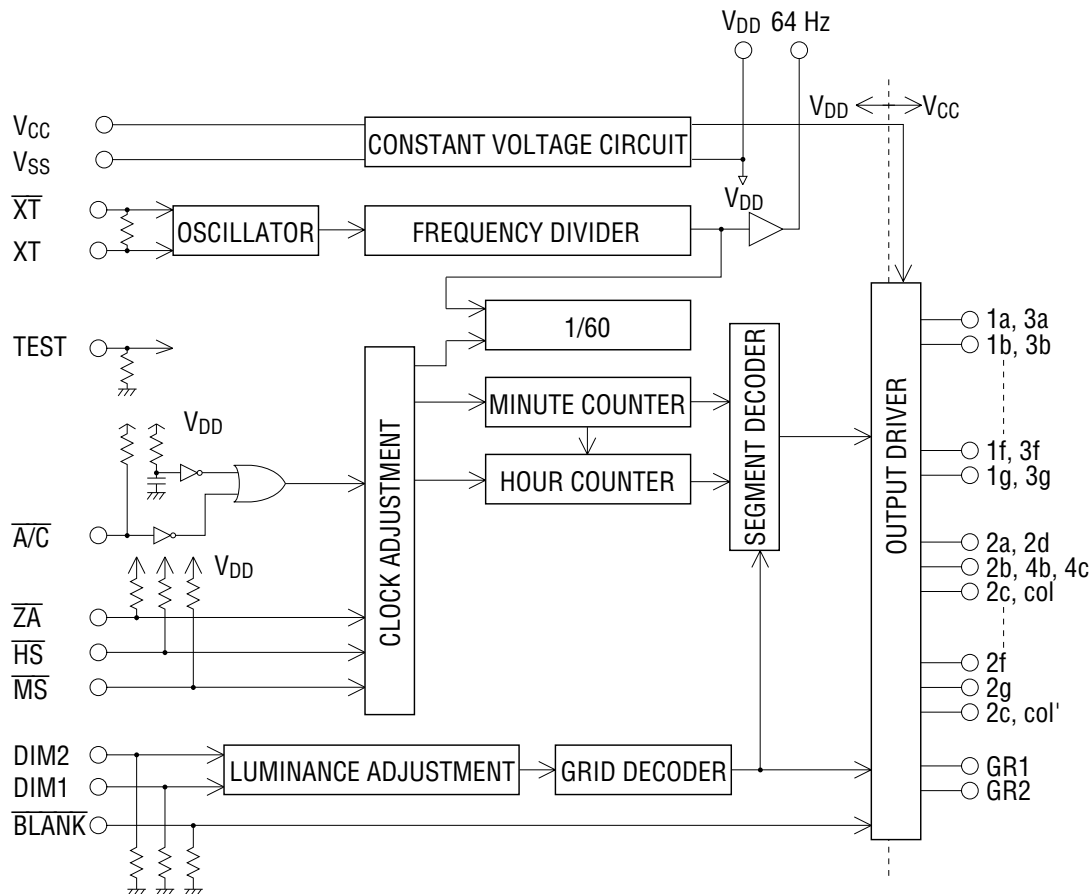 VDD 64 Hz
VDD VCC
VCC
CONSTANT VOLTAGE CIRCUIT
VSS
VDD
XT
OSCILLATOR
FREQUENCY DIVIDER
XT
1/60
1a, 3a
1b, 3b
TEST
SEGMENT DECODER
MINUTE COUNTER
VDD
CLOCK ADJUSTMENT
OUTPUT DRIVER
1f, 3f
1g, 3g
HOUR COUNTER
A/C
2a, 2d
VDD
2b, 4b, 4c
2c, col
ZA
HS
2f
MS
2g
2c, col'
DIM2
LUMINANCE ADJUSTMENT
GRID DECODER
GR1
DIM1
GR2
BLANK